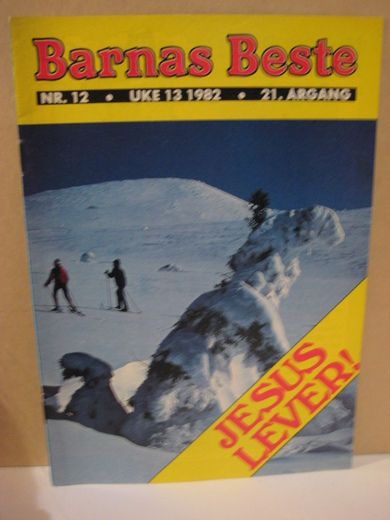 Barnas Beste
NR. 12 • UKE 13 1982 • 21. ÅRGANG
JESUS
LEVER!